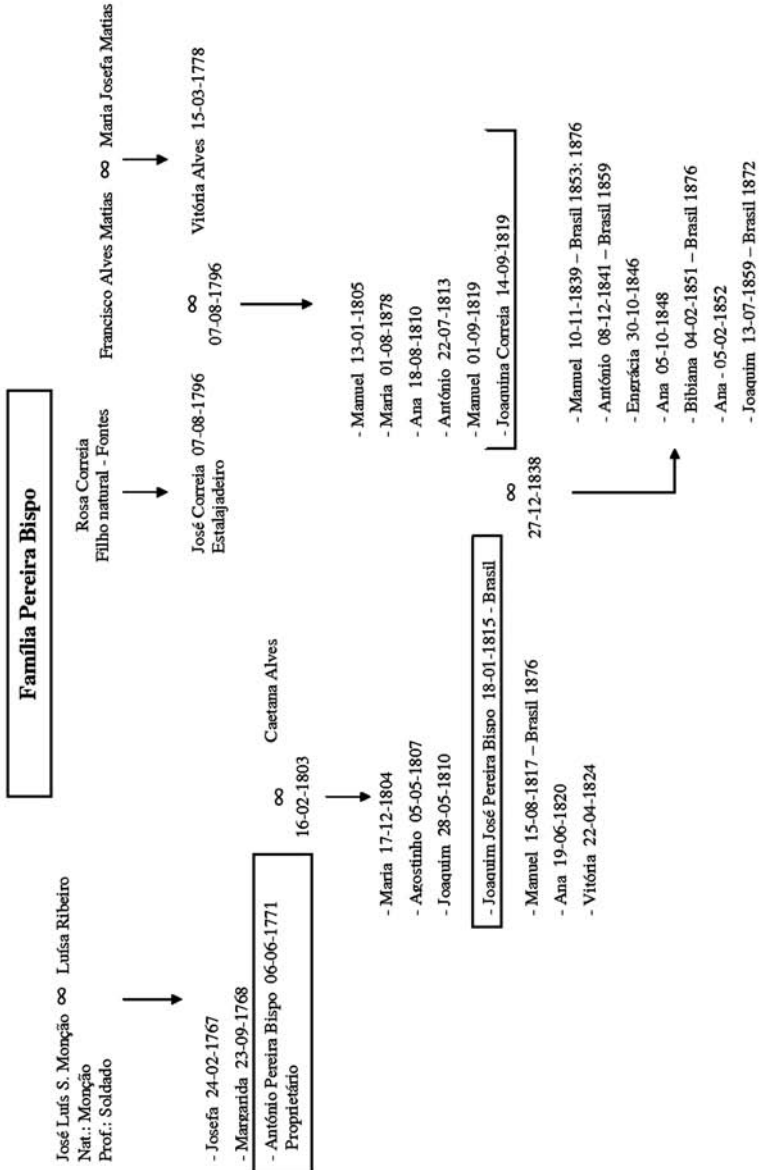 Família Pereira Bispo
José Luís S. Monção ∞ Luísa Ribeiro
Nat.: Monção
Prof.: Soldado
Rosa Correia
Filho natural - Fontes
Francisco Alves Matias ∞ Maria Josefa Matias
- Josefa 24-02-1767
- Margarida 23-09-1768
- António Pereira Bispo 06-06-1771
Proprietário
∞
16-02-1803
Caetana Alves
José Correia 07-08-1796
Estalajadeiro
∞
07-08-1796
Vitória Alves 15-03-1778
- Maria 17-12-1804
- Agostinho 05-05-1807
- Joaquim 28-05-1810
- Joaquim José Pereira Bispo 18-01-1815 - Brasil
- Manuel 15-08-1817 – Brasil 1876
- Ana 19-06-1820
- Vitória 22-04-1824
- Manuel 13-01-1805
- Maria 01-08-1878
- Ana 18-08-1810
- António 22-07-1813
- Manuel 01-09-1819
- Joaquina Correia 14-09-1819
∞
27-12-1838
- Manuel 10-11-1839 – Brasil 1853: 1876
- António 08-12-1841 – Brasil 1859
- Engrácia 30-10-1846
- Ana 05-10-1848
- Bibiana 04-02-1851 – Brasil 1876
- Ana - 05-02-1852
- Joaquim 13-07-1859 – Brasil 1872